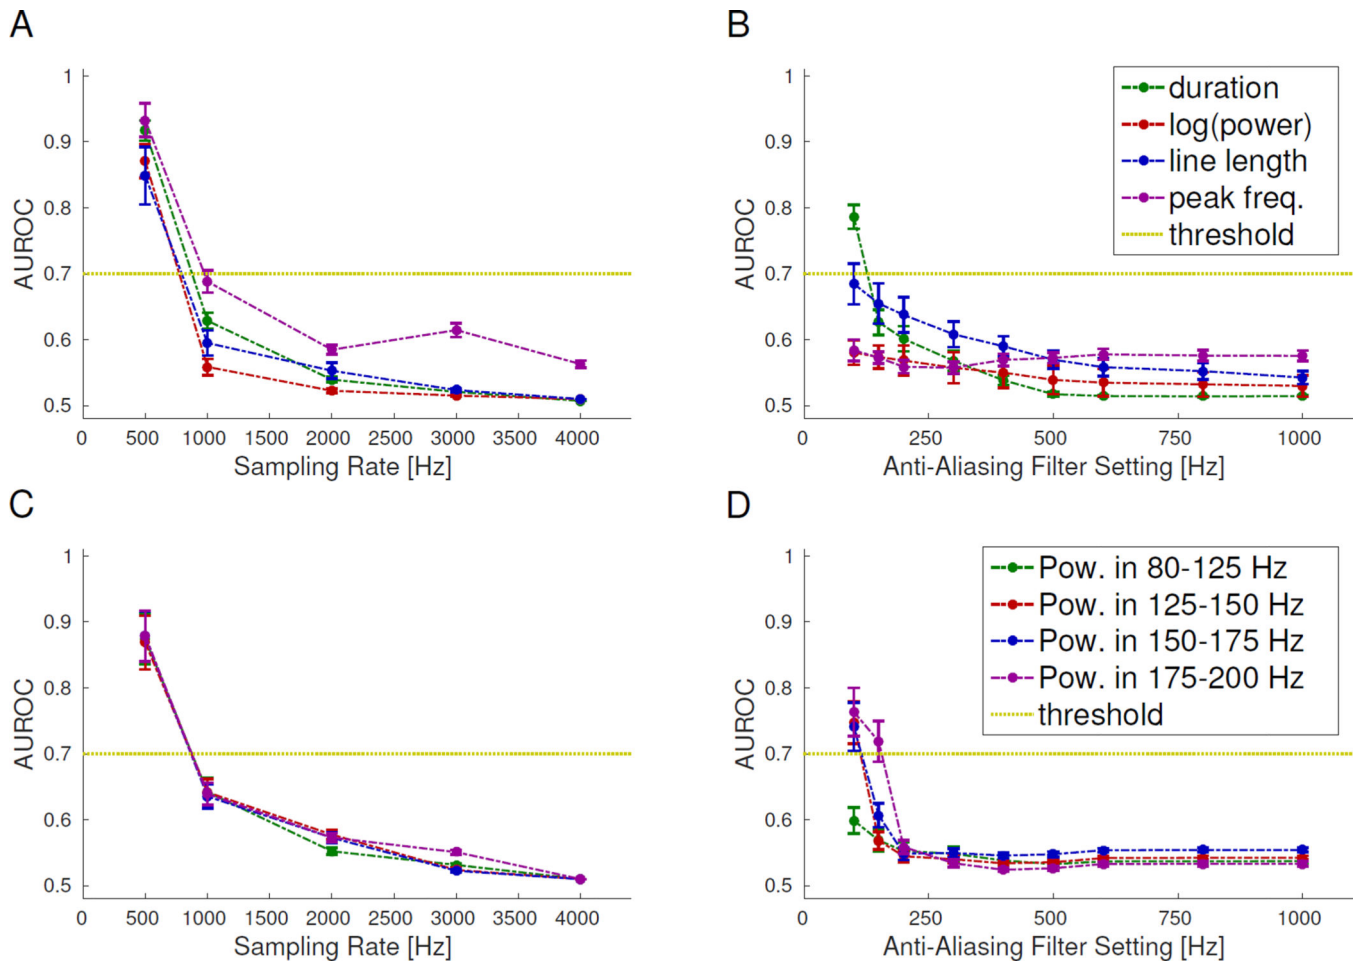 A
1
0.9
0.8
0.7
0.6
0.5
AUROC
0 500 1000 1500 2000 2500 3000 3500 4000
Sampling Rate [Hz]
B
1
0.9
0.8
0.7
0.6
0.5
AUROC
duration
log(power)
line length
peak freq.
threshold
0 250 500 750 1000
Anti-Aliasing Filter Setting [Hz]
C
1
0.9
0.8
0.7
0.6
0.5
AUROC
0 500 1000 1500 2000 2500 3000 3500 4000
Sampling Rate [Hz]
D
1
0.9
0.8
0.7
0.6
0.5
AUROC
Pow. in 80-125 Hz
Pow. in 125-150 Hz
Pow. in 150-175 Hz
Pow. in 175-200 Hz
threshold
0 250 500 750 1000
Anti-Aliasing Filter Setting [Hz]